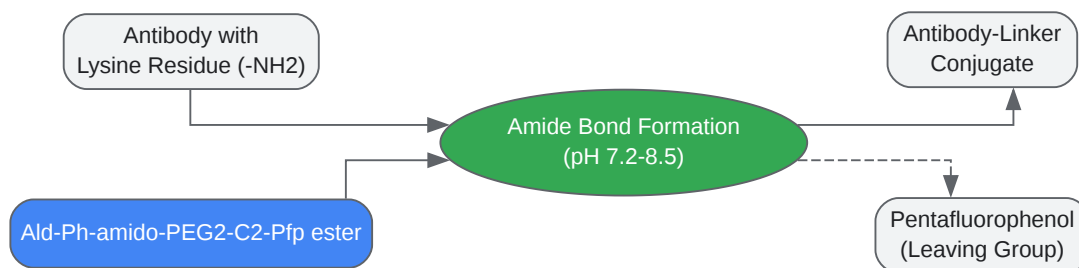 Antibody with
Lysine Residue (-NH2)
Antibody-Linker
Conjugate
Amide Bond Formation
(pH 7.2-8.5)
Ald-Ph-amido-PEG2-C2-Pfp ester
Pentafluorophenol
(Leaving Group)